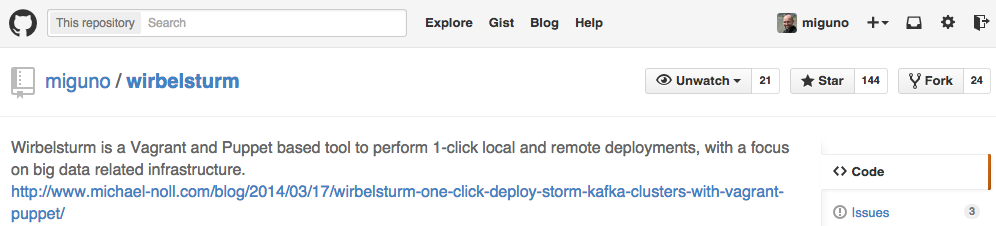 This repository Search Explore Gist Blog Help miguno
miguno / wirbelsturm Unwatch 21 Star 144 Fork 24
Wirbelsturm is a Vagrant and Puppet based tool to perform 1-click local and remote deployments, with a focus
on big data related infrastructure.
http://www.michael-noll.com/blog/2014/03/17/wirbelsturm-one-click-deploy-storm-kafka-clusters-with-vagrant-
puppet/
Code
Issues 3